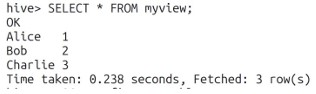 hive> SELECT * FROM myview;
OK
Alice   1
Bob     2
Charlie 3
Time taken: 0.238 seconds, Fetched: 3 row(s)